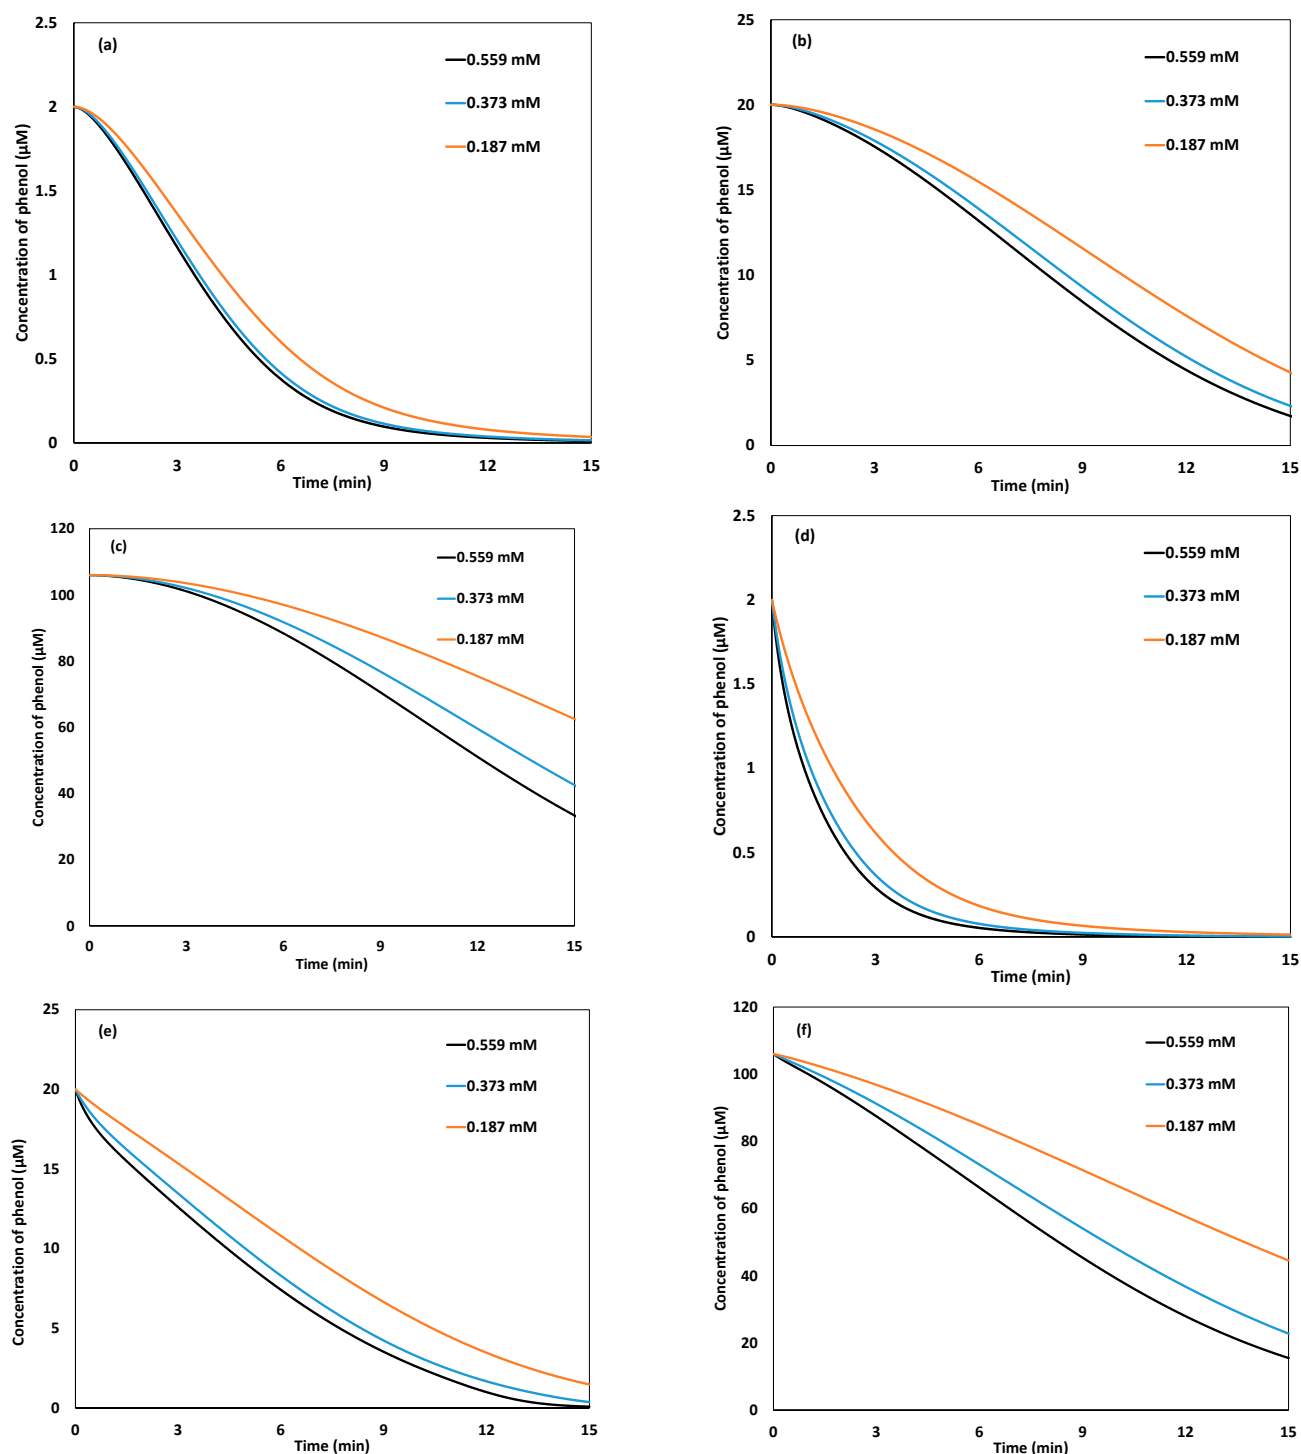 (a)
0.559 mM
0.373 mM
0.187 mM
Concentration of phenol (µM)
2.5
2
1.5
1
0.5
0
0 3 6 9 12 15
Time (min)
(b)
0.559 mM
0.373 mM
0.187 mM
Concentration of phenol (µM)
25
20
15
10
5
0
0 3 6 9 12 15
Time (min)
(c)
0.559 mM
0.373 mM
0.187 mM
Concentration of phenol (µM)
120
100
80
60
40
20
0
0 3 6 9 12 15
Time (min)
(d)
0.559 mM
0.373 mM
0.187 mM
Concentration of phenol (µM)
2.5
2
1.5
1
0.5
0
0 3 6 9 12 15
Time (min)
(e)
0.559 mM
0.373 mM
0.187 mM
Concentration of phenol (µM)
25
20
15
10
5
0
0 3 6 9 12 15
Time (min)
(f)
0.559 mM
0.373 mM
0.187 mM
Concentration of phenol (µM)
120
100
80
60
40
20
0
0 3 6 9 12 15
Time (min)